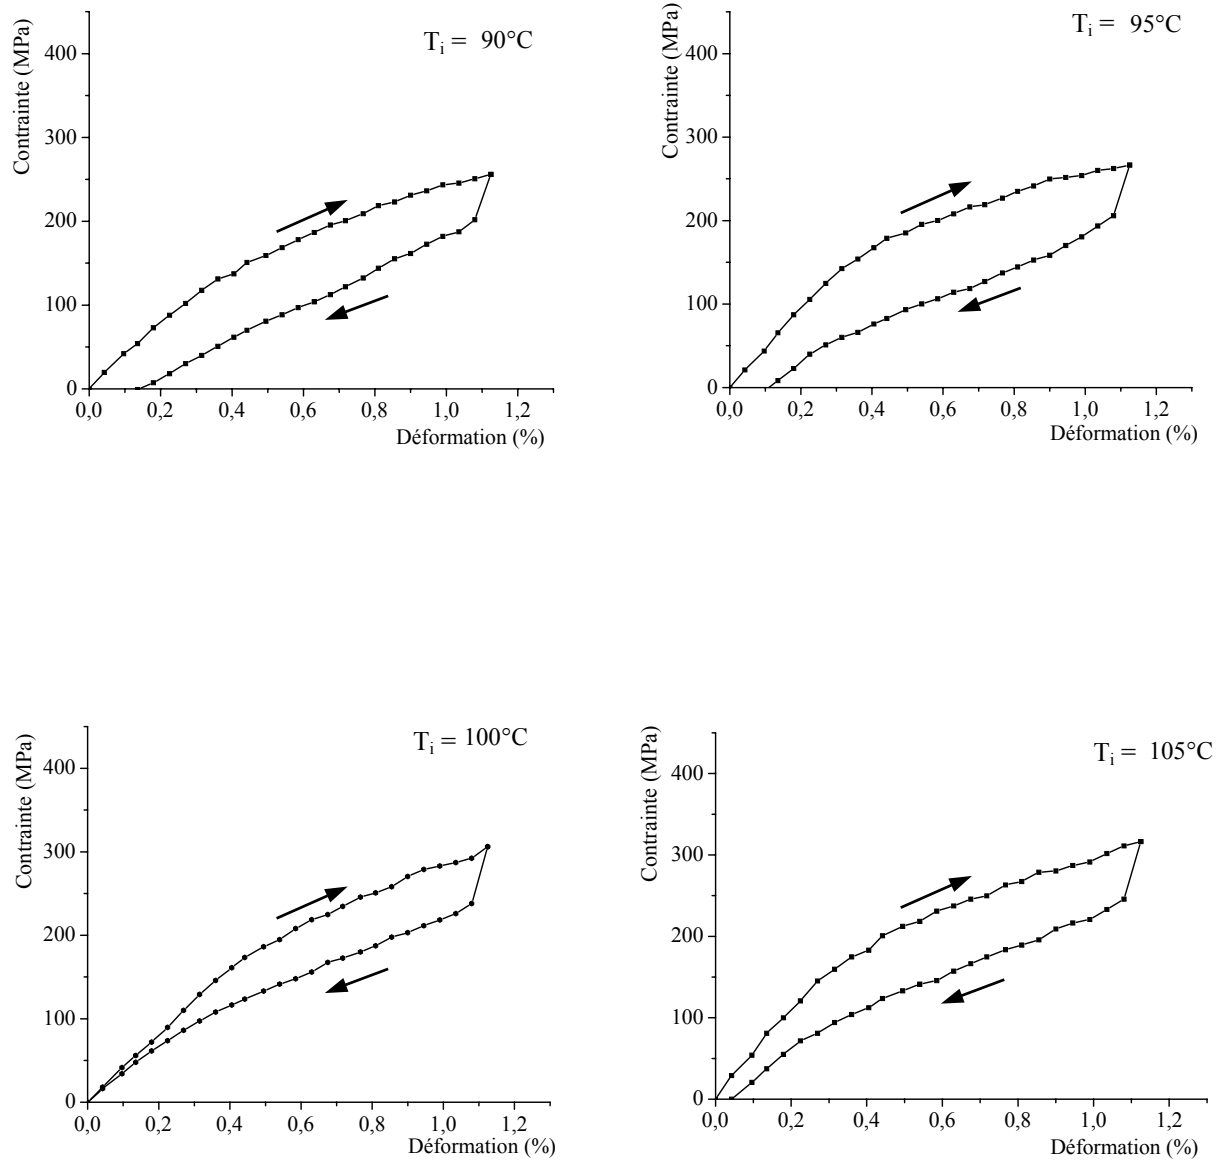 T_i = 90°C
Contrainte (MPa)
400
300
200
100
0
0,0 0,2 0,4 0,6 0,8 1,0 1,2
Déformation (%)
T_i = 95°C
Contrainte (MPa)
400
300
200
100
0
0,0 0,2 0,4 0,6 0,8 1,0 1,2
Déformation (%)
T_i = 100°C
Contrainte (MPa)
400
300
200
100
0
0,0 0,2 0,4 0,6 0,8 1,0 1,2
Déformation (%)
T_i = 105°C
Contrainte (MPa)
400
300
200
100
0
0,0 0,2 0,4 0,6 0,8 1,0 1,2
Déformation (%)